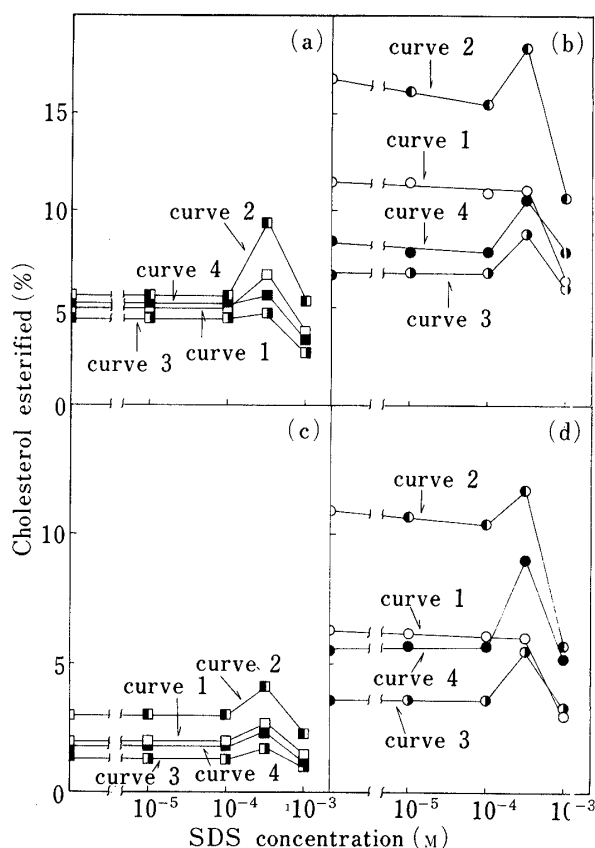 (a)
curve 2
curve 4
curve 3
curve 1
(b)
curve 2
curve 1
curve 4
curve 3
15
10
5
0
Cholesterol esterified (%)
(c)
curve 2
curve 1
curve 3
curve 4
(d)
curve 2
curve 1
curve 4
curve 3
10
5
0
10⁻⁵ 10⁻⁴ 10⁻³
10⁻⁵ 10⁻⁴ 10⁻³
SDS concentration (M)